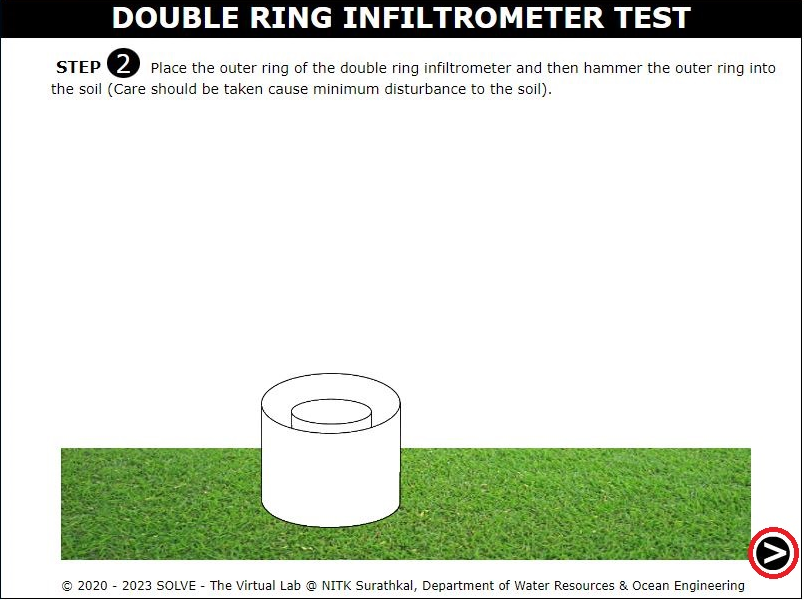 DOUBLE RING INFILTROMETER TEST
STEP 2 Place the outer ring of the double ring infiltrometer and then hammer the outer ring into
the soil (Care should be taken cause minimum disturbance to the soil).
>
© 2020 - 2023 SOLVE - The Virtual Lab @ NITK Surathkal, Department of Water Resources & Ocean Engineering